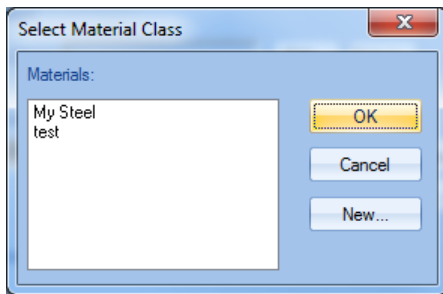 Select Material Class
Materials:
My Steel
test
OK
Cancel
New...